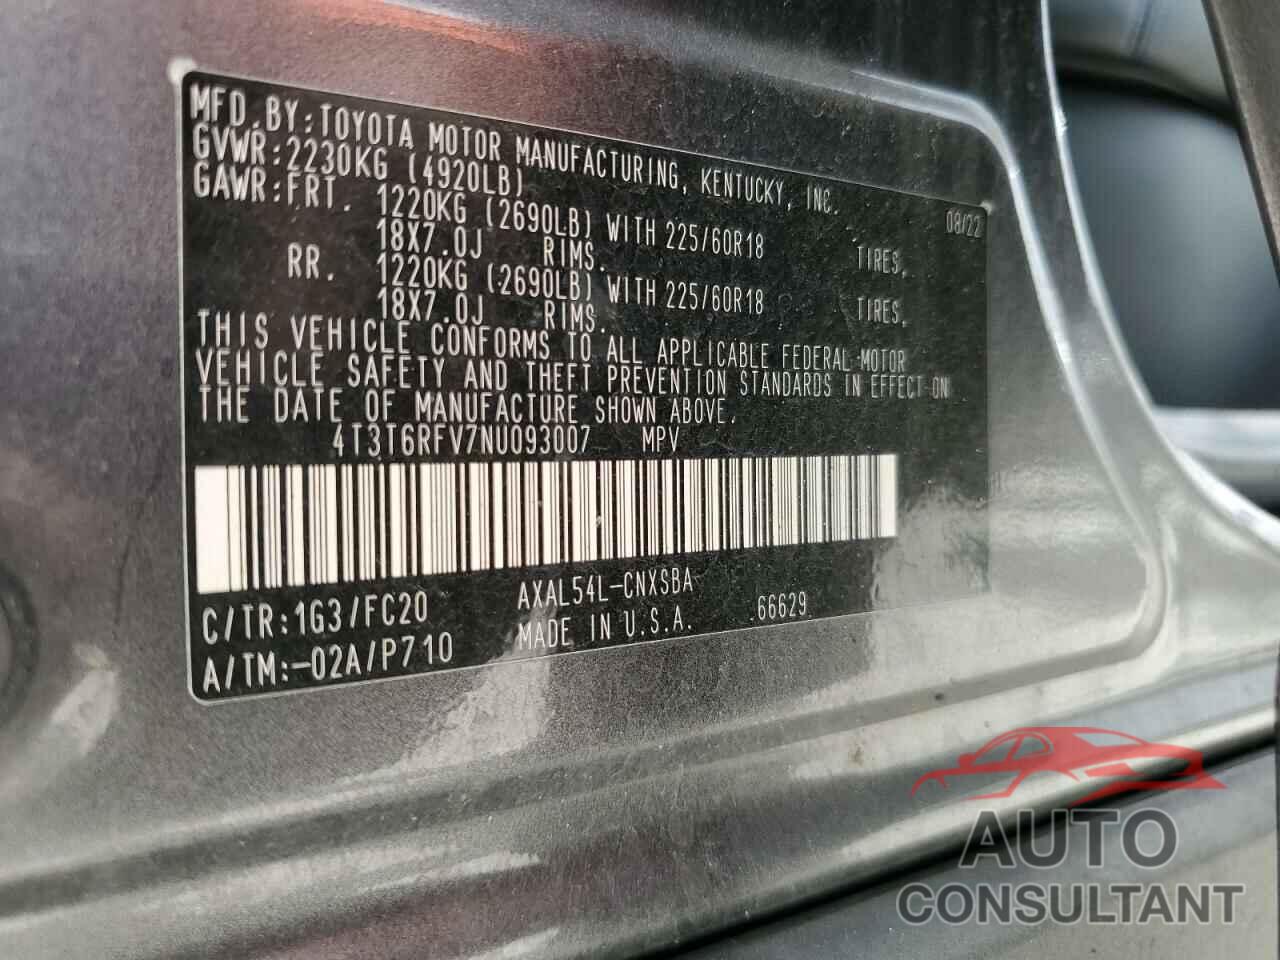 MFD.BY:TOYOTA MOTOR MANUFACTURING, KENTUCKY, INC. 08/22
GVWR:2230KG (4920LB)
GAWR:FRT. 1220KG (2690LB) WITH 225/60R18 TIRES,
18X7.0J RIMS.
RR. 1220KG (2690LB) WITH 225/60R18 TIRES,
18X7.0J RIMS.
THIS VEHICLE CONFORMS TO ALL APPLICABLE FEDERAL MOTOR
VEHICLE SAFETY AND THEFT PREVENTION STANDARDS IN EFFECT ON
THE DATE OF MANUFACTURE SHOWN ABOVE.
4T3T6RFV7NU093007 MPV
C/TR:1G3/FC20 AXAL54L-CNXSBA
A/TM:-02A/P710 MADE IN U.S.A. 66629
AUTO
CONSULTANT